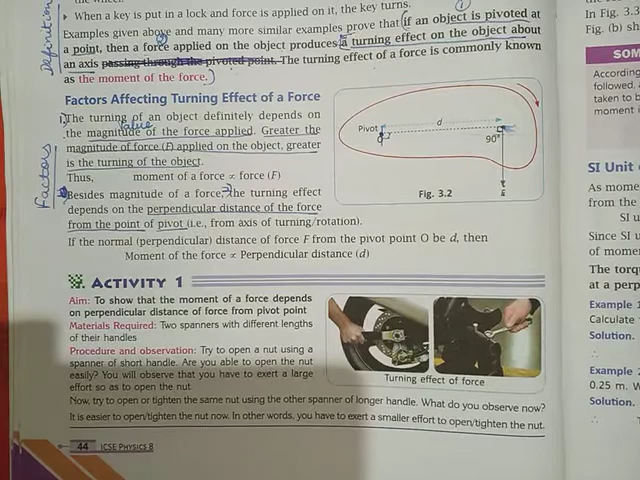 ▸ When a key is put in a lock and force is applied on it, the key turns.
Examples given above and many more similar examples prove that (if an object is pivoted at
a point, then a force applied on the object produces a turning effect on the object about
an axis passing through the pivoted point. The turning effect of a force is commonly known
as the moment of the force.)
Definition
①
②
Factors Affecting Turning Effect of a Force
i) The turning of an object definitely depends on
the magnitude of the force applied. Greater the
value
magnitude of the force (F) applied on the object, greater
is the turning of the object.
Thus, moment of a force ∝ force (F)
Besides magnitude of a force, the turning effect
depends on the perpendicular distance of the force
from the point of pivot (i.e., from axis of turning/rotation).
Factors
If the normal (perpendicular) distance of force F from the pivot point O be d, then
Moment of the force ∝ Perpendicular distance (d)
Pivot
O
d
90°
F
Fig. 3.2
ACTIVITY 1
Aim: To show that the moment of a force depends
on perpendicular distance of force from pivot point
Materials Required: Two spanners with different lengths
of their handles
Procedure and observation: Try to open a nut using a
spanner of short handle. Are you able to open the nut
easily? You will observe that you have to exert a large
effort so as to open the nut
Now, try to open or tighten the same nut using the other spanner of longer handle. What do you observe now?
It is easier to open/tighten the nut now. In other words, you have to exert a smaller effort to open/tighten the nut.
Turning effect of force
44 ICSE PHYSICS 8
In Fig. 3.3
Fig. (b) sh
SOM
According
followed,
taken to b
moment i
SI Unit
As mome
from the
SI u
Since SI u
of momen
The torq
at a perp
Example 1
Calculate
Solution.
∴
Example 2
0.25 m. W
Solution.
∴